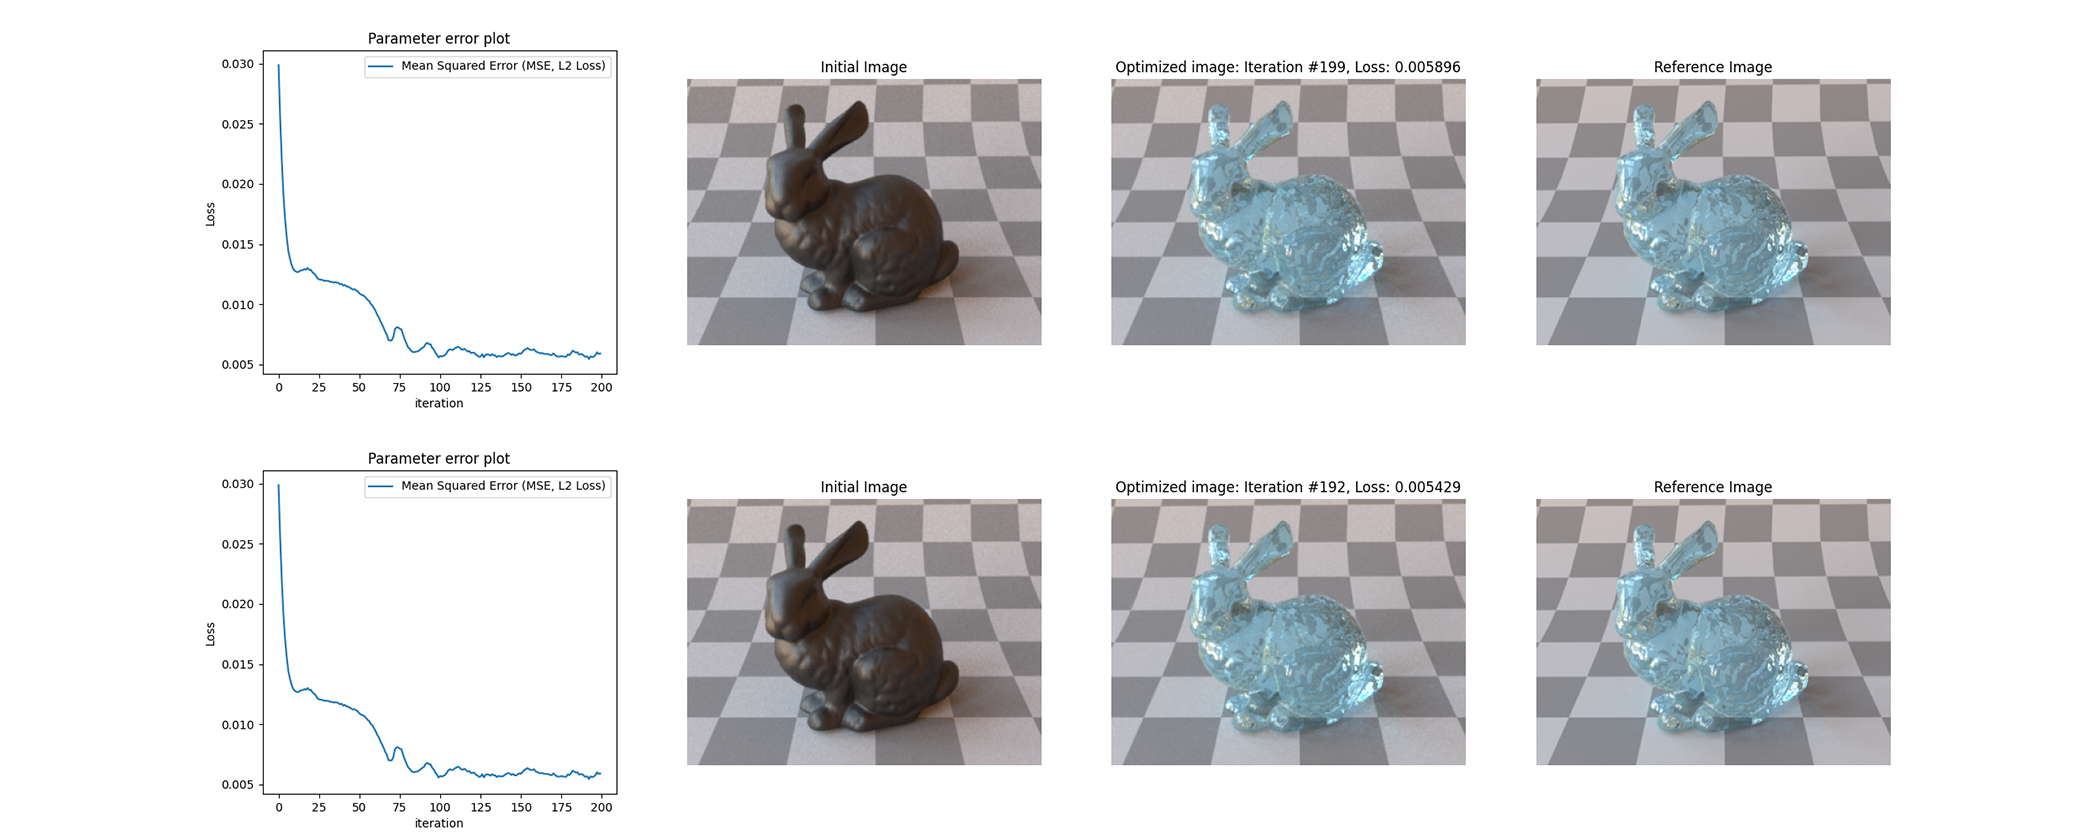 Parameter error plot
Mean Squared Error (MSE, L2 Loss)
0.030
0.025
0.020
0.015
0.010
0.005
Loss
0 25 50 75 100 125 150 175 200
iteration
Initial Image
Optimized image: Iteration #199, Loss: 0.005896
Reference Image
Parameter error plot
Mean Squared Error (MSE, L2 Loss)
0.030
0.025
0.020
0.015
0.010
0.005
Loss
0 25 50 75 100 125 150 175 200
iteration
Initial Image
Optimized image: Iteration #192, Loss: 0.005429
Reference Image